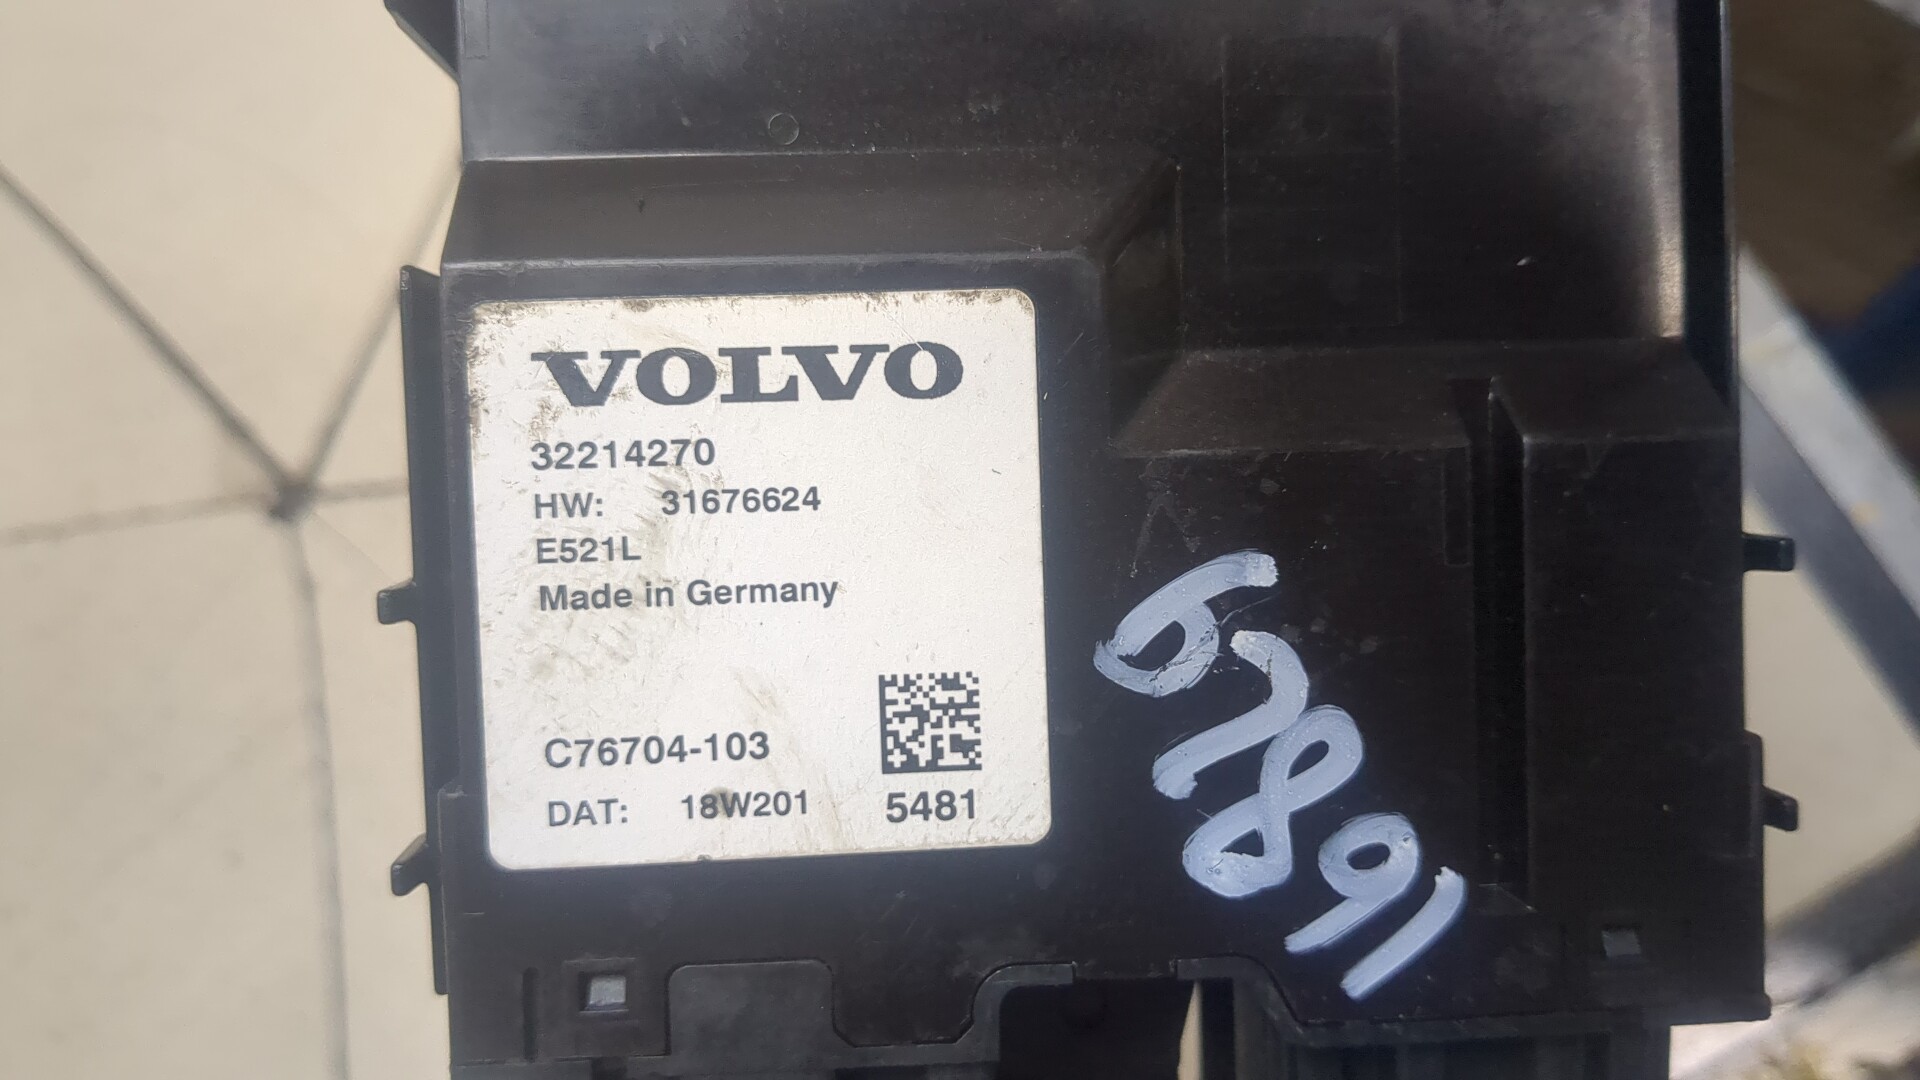 VOLVO
32214270
HW: 31676624
E521L
Made in Germany
C76704-103
DAT: 18W201 5481
67891